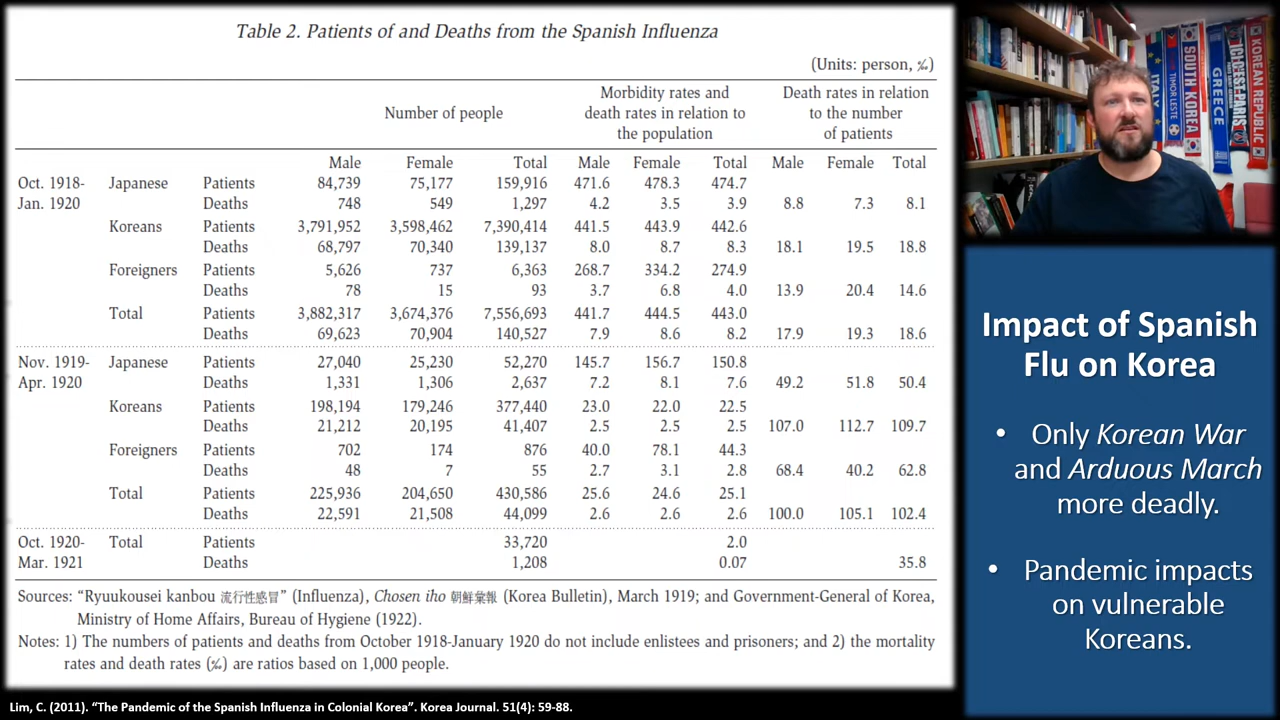 Table 2. Patients of and Deaths from the Spanish Influenza
(Units: person, ‰)
Number of people
Morbidity rates and death rates in relation to the population
Death rates in relation to the number of patients
Male Female Total Male Female Total Male Female Total
Oct. 1918- Japanese Patients 84,739 75,177 159,916 471.6 478.3 474.7
Jan. 1920 Deaths 748 549 1,297 4.2 3.5 3.9 8.8 7.3 8.1
Koreans Patients 3,791,952 3,598,462 7,390,414 441.5 443.9 442.6
Deaths 68,797 70,340 139,137 8.0 8.7 8.3 18.1 19.5 18.8
Foreigners Patients 5,626 737 6,363 268.7 334.2 274.9
Deaths 78 15 93 3.7 6.8 4.0 13.9 20.4 14.6
Total Patients 3,882,317 3,674,376 7,556,693 441.7 444.5 443.0
Deaths 69,623 70,904 140,527 7.9 8.6 8.2 17.9 19.3 18.6
Nov. 1919- Japanese Patients 27,040 25,230 52,270 145.7 156.7 150.8
Apr. 1920 Deaths 1,331 1,306 2,637 7.2 8.1 7.6 49.2 51.8 50.4
Koreans Patients 198,194 179,246 377,440 23.0 22.0 22.5
Deaths 21,212 20,195 41,407 2.5 2.5 2.5 107.0 112.7 109.7
Foreigners Patients 702 174 876 40.0 78.1 44.3
Deaths 48 7 55 2.7 3.1 2.8 68.4 40.2 62.8
Total Patients 225,936 204,650 430,586 25.6 24.6 25.1
Deaths 22,591 21,508 44,099 2.6 2.6 2.6 100.0 105.1 102.4
Oct. 1920- Total Patients 33,720 2.0
Mar. 1921 Deaths 1,208 0.07 35.8
Sources: “Ryuukousei kanbou 流行性感冒” (Influenza), Chosen iho 朝鮮彙報 (Korea Bulletin), March 1919; and Government-General of Korea,
Ministry of Home Affairs, Bureau of Hygiene (1922).
Notes: 1) The numbers of patients and deaths from October 1918-January 1920 do not include enlistees and prisoners; and 2) the mortality
rates and death rates (‰) are ratios based on 1,000 people.
Lim, C. (2011). “The Pandemic of the Spanish Influenza in Colonial Korea”. Korea Journal. 51(4): 59-88.
ITALY
TIMOR LESTE
SOUTH KOREA
GREECE
ICI C'EST PARIS
KOREAN REPUBLIC
Impact of Spanish
Flu on Korea
• Only Korean War
and Arduous March
more deadly.
• Pandemic impacts
on vulnerable
Koreans.